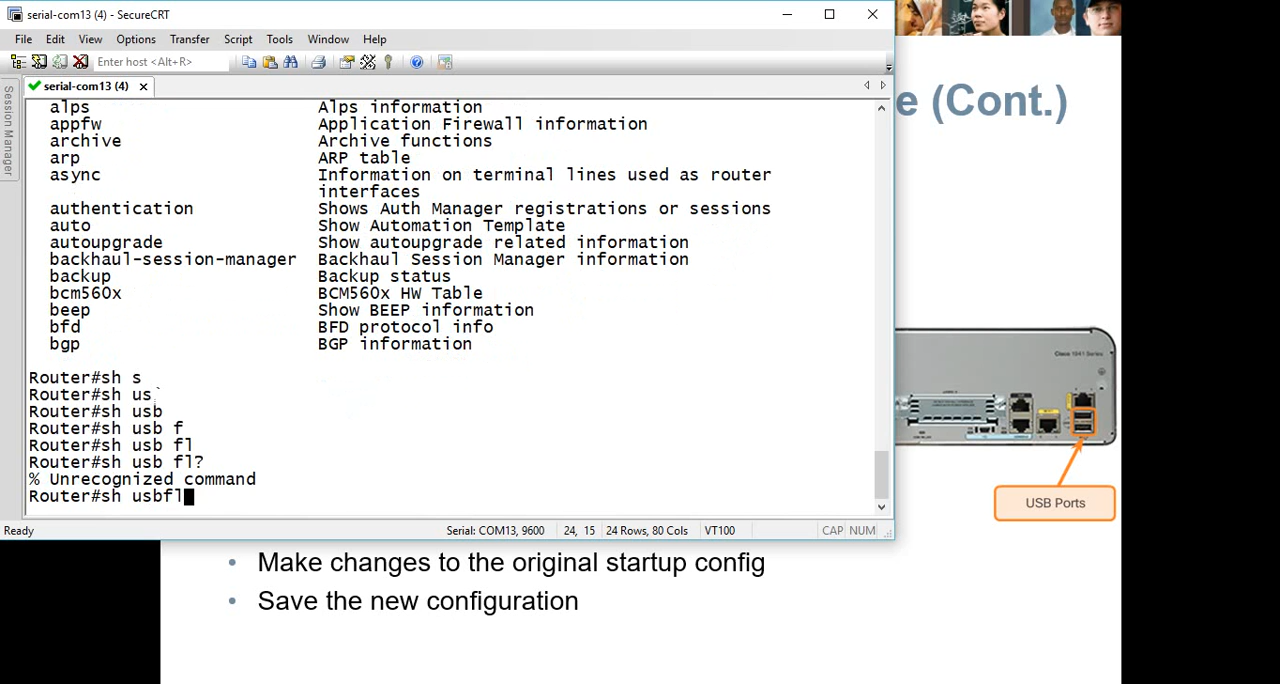 serial-com13 (4) - SecureCRT
File Edit View Options Transfer Script Tools Window Help
Enter host <Alt+R>
serial-com13 (4)
Session Manager
alps Alps information
appfw Application Firewall information
archive Archive functions
arp ARP table
async Information on terminal lines used as router
interfaces
authentication Shows Auth Manager registrations or sessions
auto Show Automation Template
autoupgrade Show autoupgrade related information
backhaul-session-manager Backhaul Session Manager information
backup Backup status
bcm560x BCM560x HW Table
beep Show BEEP information
bfd BFD protocol info
bgp BGP information
Router#sh s
Router#sh us`
Router#sh usb
Router#sh usb f
Router#sh usb fl
Router#sh usb fl?
% Unrecognized command
Router#sh usbfl
Ready Serial: COM13, 9600 24, 15 24 Rows, 80 Cols VT100 CAP NUM
e (Cont.)
Cisco 1841 Series
USB Ports
• Make changes to the original startup config
• Save the new configuration